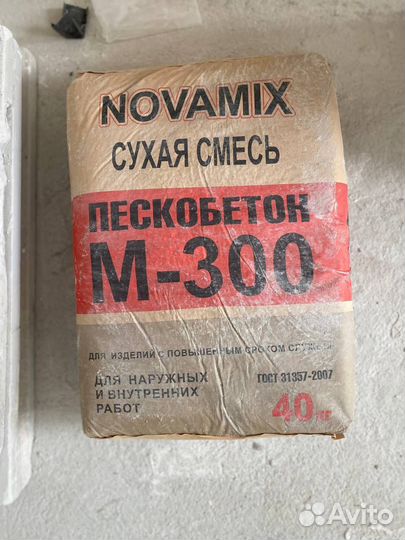 NOVAMIX
СУХАЯ СМЕСЬ
ПЕСКОБЕТОН
М-300
ДЛЯ ИЗДЕЛИЙ С ПОВЫШЕННЫМ СРОКОМ СЛУЖБЫ
ДЛЯ НАРУЖНЫХ
И ВНУТРЕННИХ
РАБОТ
ГОСТ 31357-2007
40 кг
Avito